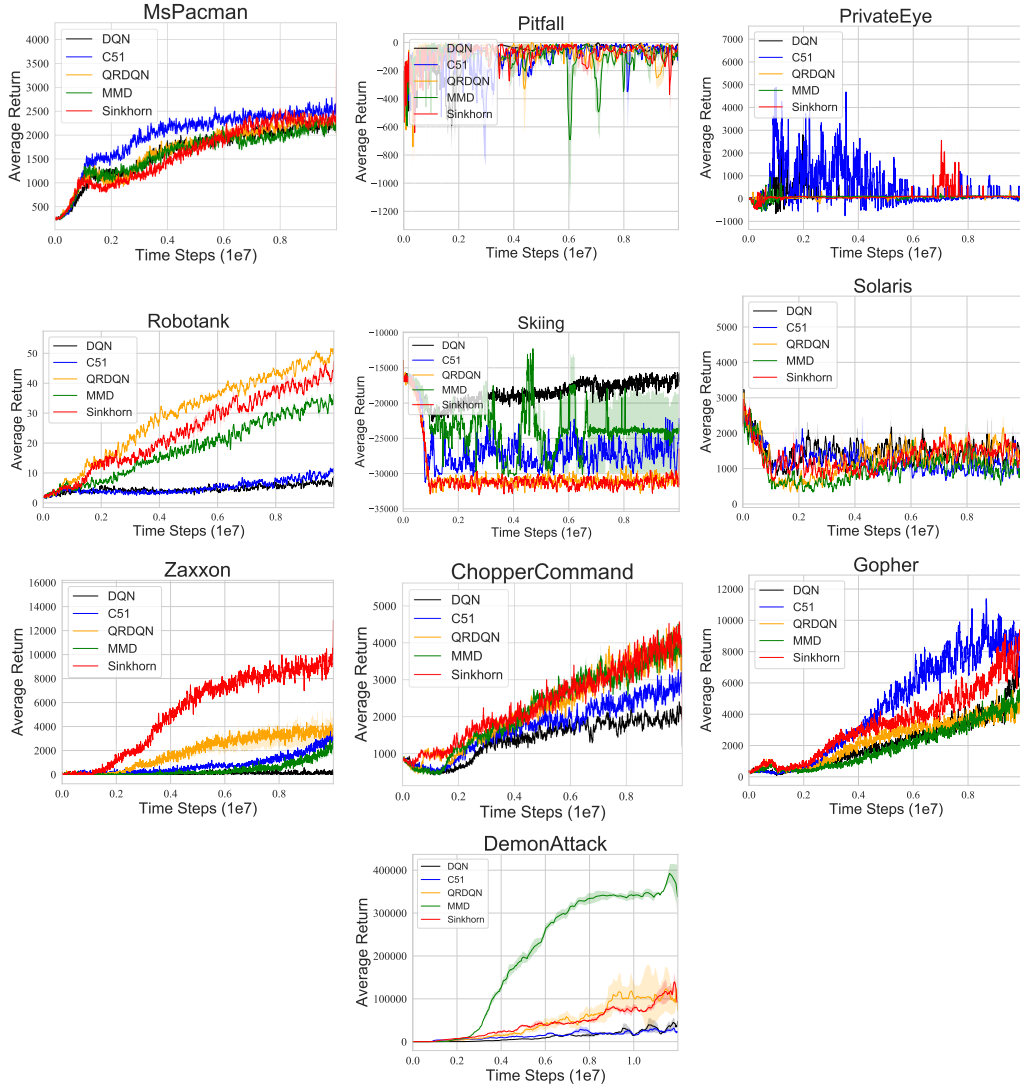 MsPacman
4000
3500
3000
2500
2000
1500
1000
500
DQN
C51
QRDQN
MMD
Sinkhorn
Average Return
0.0 0.2 0.4 0.6 0.8
Time Steps (1e7)
Pitfall
0
−200
−400
−600
−800
−1000
−1200
DQN
C51
QRDQN
MMD
Sinkhorn
Average Return
0.0 0.2 0.4 0.6 0.8
Time Steps (1e7)
PrivateEye
7000
6000
5000
4000
3000
2000
1000
0
−1000
DQN
C51
QRDQN
MMD
Sinkhorn
Average Return
0.0 0.2 0.4 0.6 0.8
Time Steps (1e7)
Robotank
50
40
30
20
10
0
DQN
C51
QRDQN
MMD
Sinkhorn
Average Return
0.0 0.2 0.4 0.6 0.8
Time Steps (1e7)
Skiing
−10000
−15000
−20000
−25000
−30000
−35000
DQN
C51
QRDQN
MMD
Sinkhorn
Average Return
0.0 0.2 0.4 0.6 0.8
Time Steps (1e7)
Solaris
5000
4000
3000
2000
1000
0
DQN
C51
QRDQN
MMD
Sinkhorn
Average Return
0.0 0.2 0.4 0.6 0.8
Time Steps (1e7)
Zaxxon
16000
14000
12000
10000
8000
6000
4000
2000
0
DQN
C51
QRDQN
MMD
Sinkhorn
Average Return
0.0 0.2 0.4 0.6 0.8
Time Steps (1e7)
ChopperCommand
5000
4000
3000
2000
1000
0
DQN
C51
QRDQN
MMD
Sinkhorn
Average Return
0.0 0.2 0.4 0.6 0.8
Time Steps (1e7)
Gopher
12000
10000
8000
6000
4000
2000
0
DQN
C51
QRDQN
MMD
Sinkhorn
Average Return
0.0 0.2 0.4 0.6 0.8
Time Steps (1e7)
DemonAttack
400000
300000
200000
100000
0
DQN
C51
QRDQN
MMD
Sinkhorn
Average Return
0.0 0.2 0.4 0.6 0.8 1.0
Time Steps (1e7)